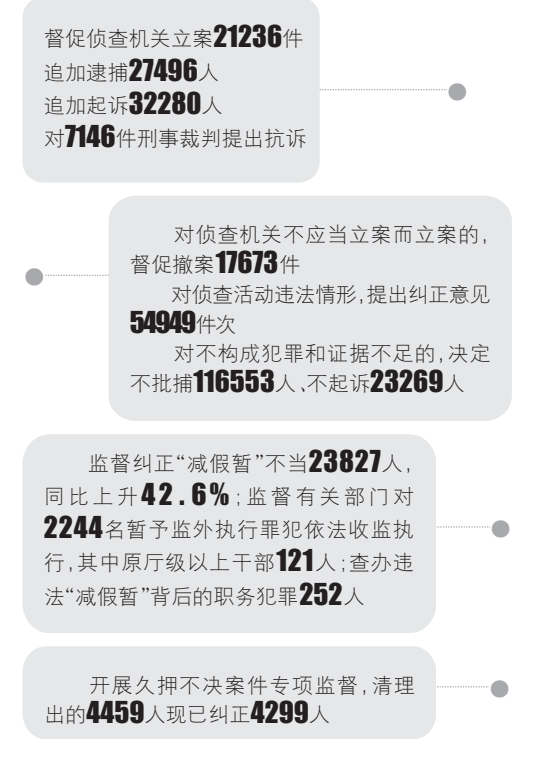 督促侦查机关立案21236件
追加逮捕27496人
追加起诉32280人
对7146件刑事裁判提出抗诉
对侦查机关不应当立案而立案的,
督促撤案17673件
对侦查活动违法情形,提出纠正意见
54949件次
对不构成犯罪和证据不足的,决定
不批捕116553人、不起诉23269人
监督纠正“减假暂”不当23827人,
同比上升42.6%;监督有关部门对
2244名暂予监外执行罪犯依法收监执
行,其中原厅级以上干部121人;查办违
法“减假暂”背后的职务犯罪252人
开展久押不决案件专项监督,清理
出的4459人现已纠正4299人